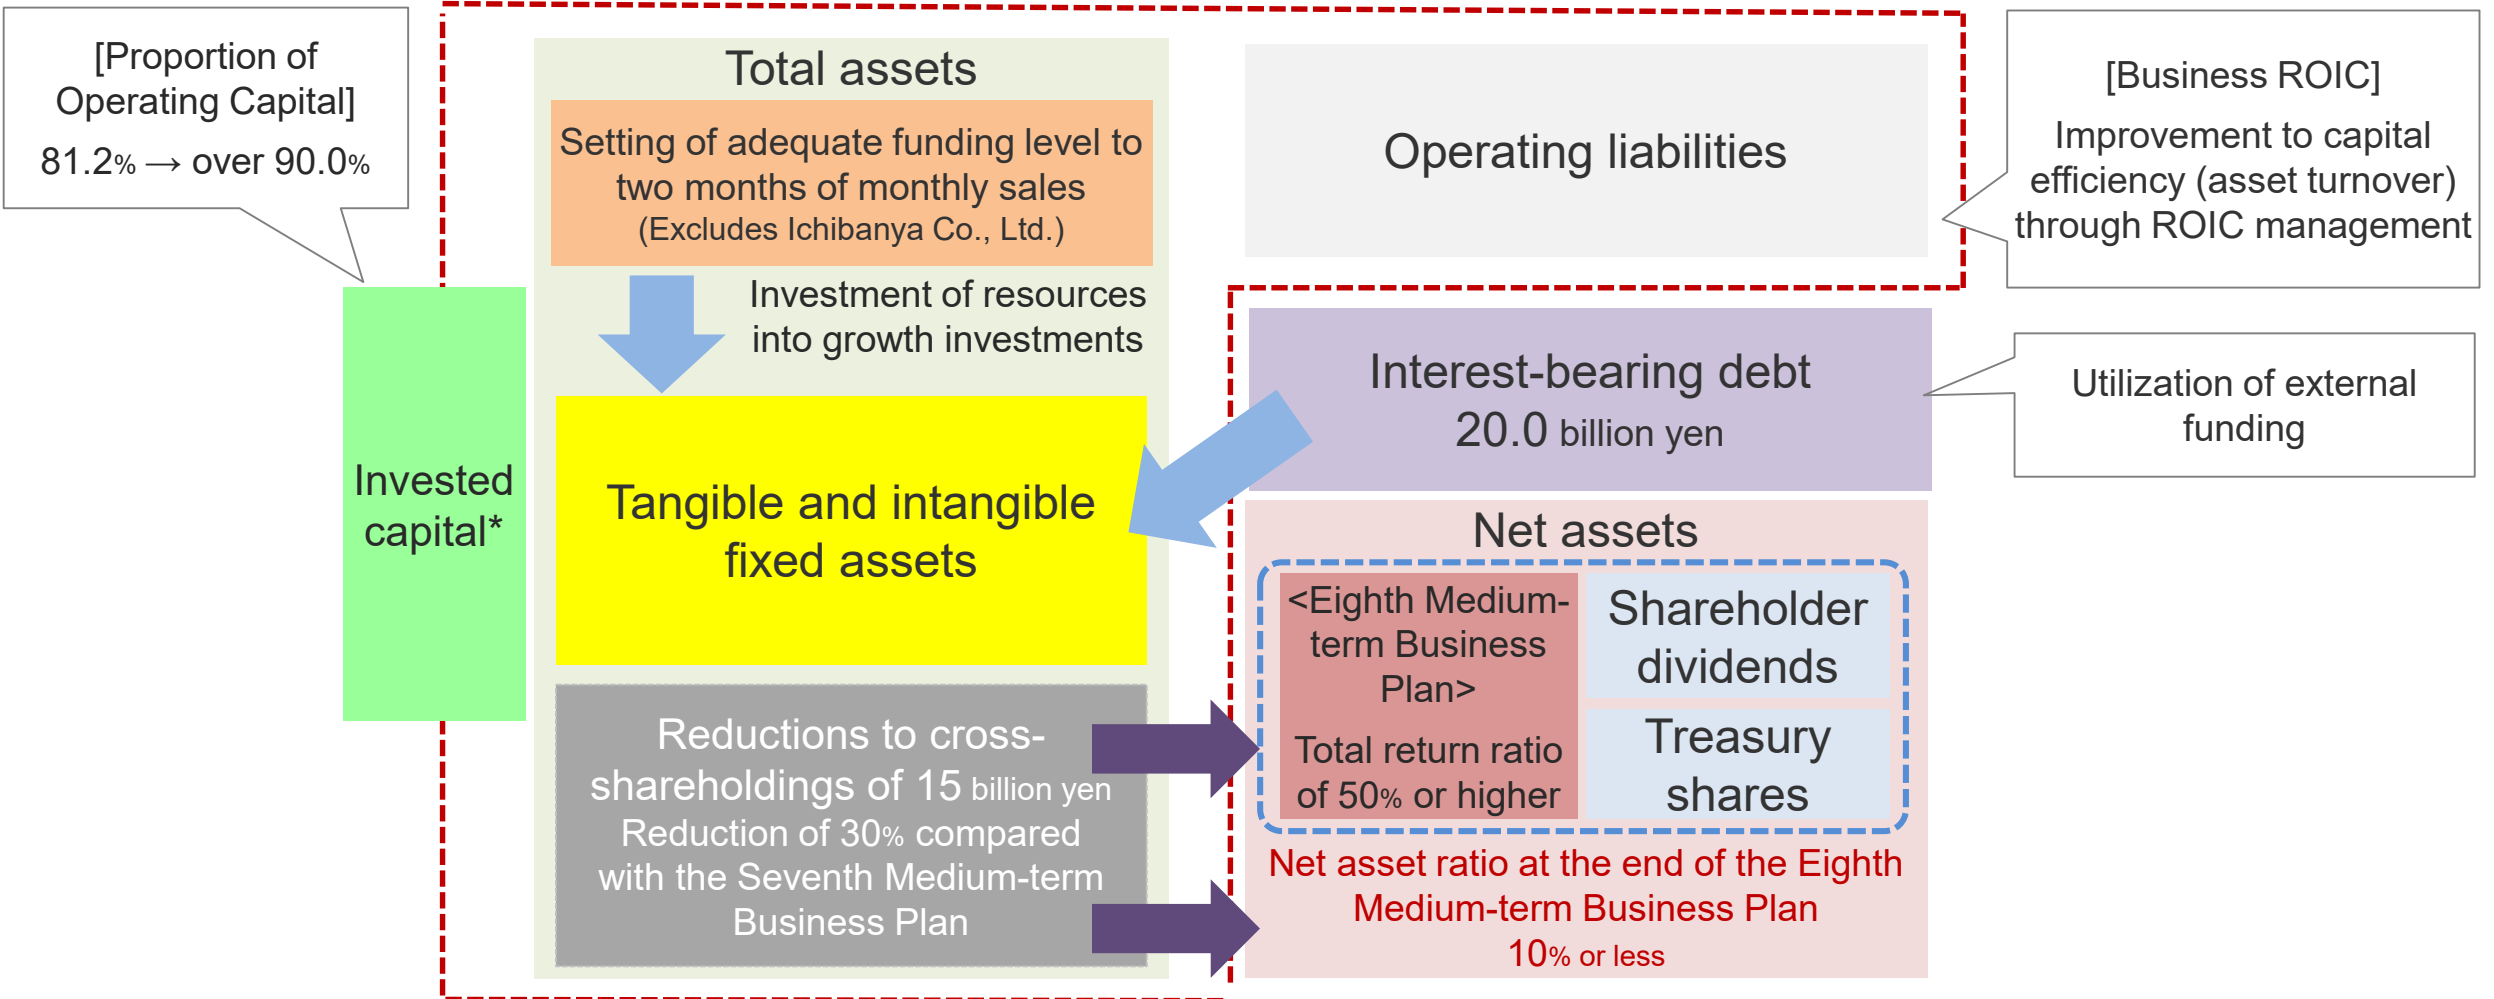 [Proportion of
Operating Capital]
81.2% → over 90.0%
Invested
capital*
Total assets
Setting of adequate funding level to
two months of monthly sales
(Excludes Ichibanya Co., Ltd.)
Investment of resources
into growth investments
Tangible and intangible
fixed assets
Reductions to cross-
shareholdings of 15 billion yen
Reduction of 30% compared
with the Seventh Medium-term
Business Plan
Operating liabilities
Interest-bearing debt
20.0 billion yen
Net assets
<Eighth Medium-
term Business
Plan>
Total return ratio
of 50% or higher
Shareholder
dividends
Treasury
shares
Net asset ratio at the end of the Eighth
Medium-term Business Plan
10% or less
[Business ROIC]
Improvement to capital
efficiency (asset turnover)
through ROIC management
Utilization of external
funding